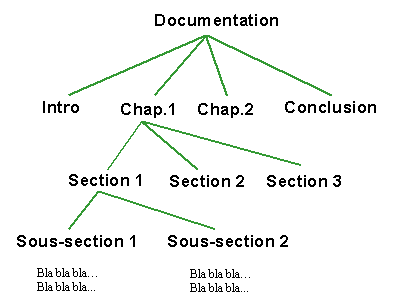 Documentation
Intro Chap.1 Chap.2 Conclusion
Section 1 Section 2 Section 3
Sous-section 1 Sous-section 2
Bla bla bla... Bla bla bla...
Bla bla bla... Bla bla bla...